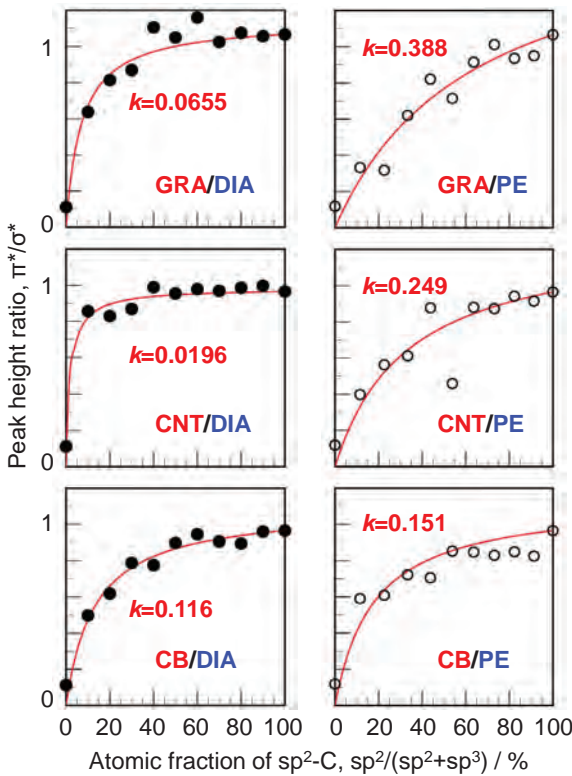 Peak height ratio, π*/σ*
1
k=0.0655
GRA/DIA
0
k=0.388
GRA/PE
1
k=0.0196
CNT/DIA
0
k=0.249
CNT/PE
1
k=0.116
CB/DIA
0
k=0.151
CB/PE
0 20 40 60 80 100 0 20 40 60 80 100
Atomic fraction of sp²-C, sp²/(sp²+sp³) / %